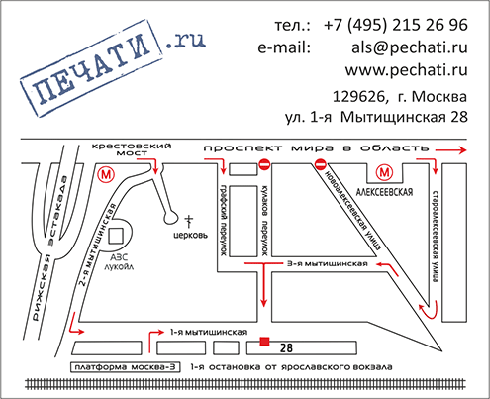 ПЕЧАТИ.ru
тел.: +7 (495) 215 26 96
e-mail: als@pechati.ru
www.pechati.ru
129626, г. Москва
ул. 1-я Мытищинская 28
крестовский мост
проспект мира в область
М
М
АЛЕКСЕЕВСКАЯ
рижская эстакада
2-я мытищинская
АЗС
лукойл
церковь
графский переулок
кулаков переулок
новоалексеевская улица
староалексеевская улица
3-я мытищинская
1-я мытищинская
28
платформа москва-3
1-я остановка от ярославского вокзала